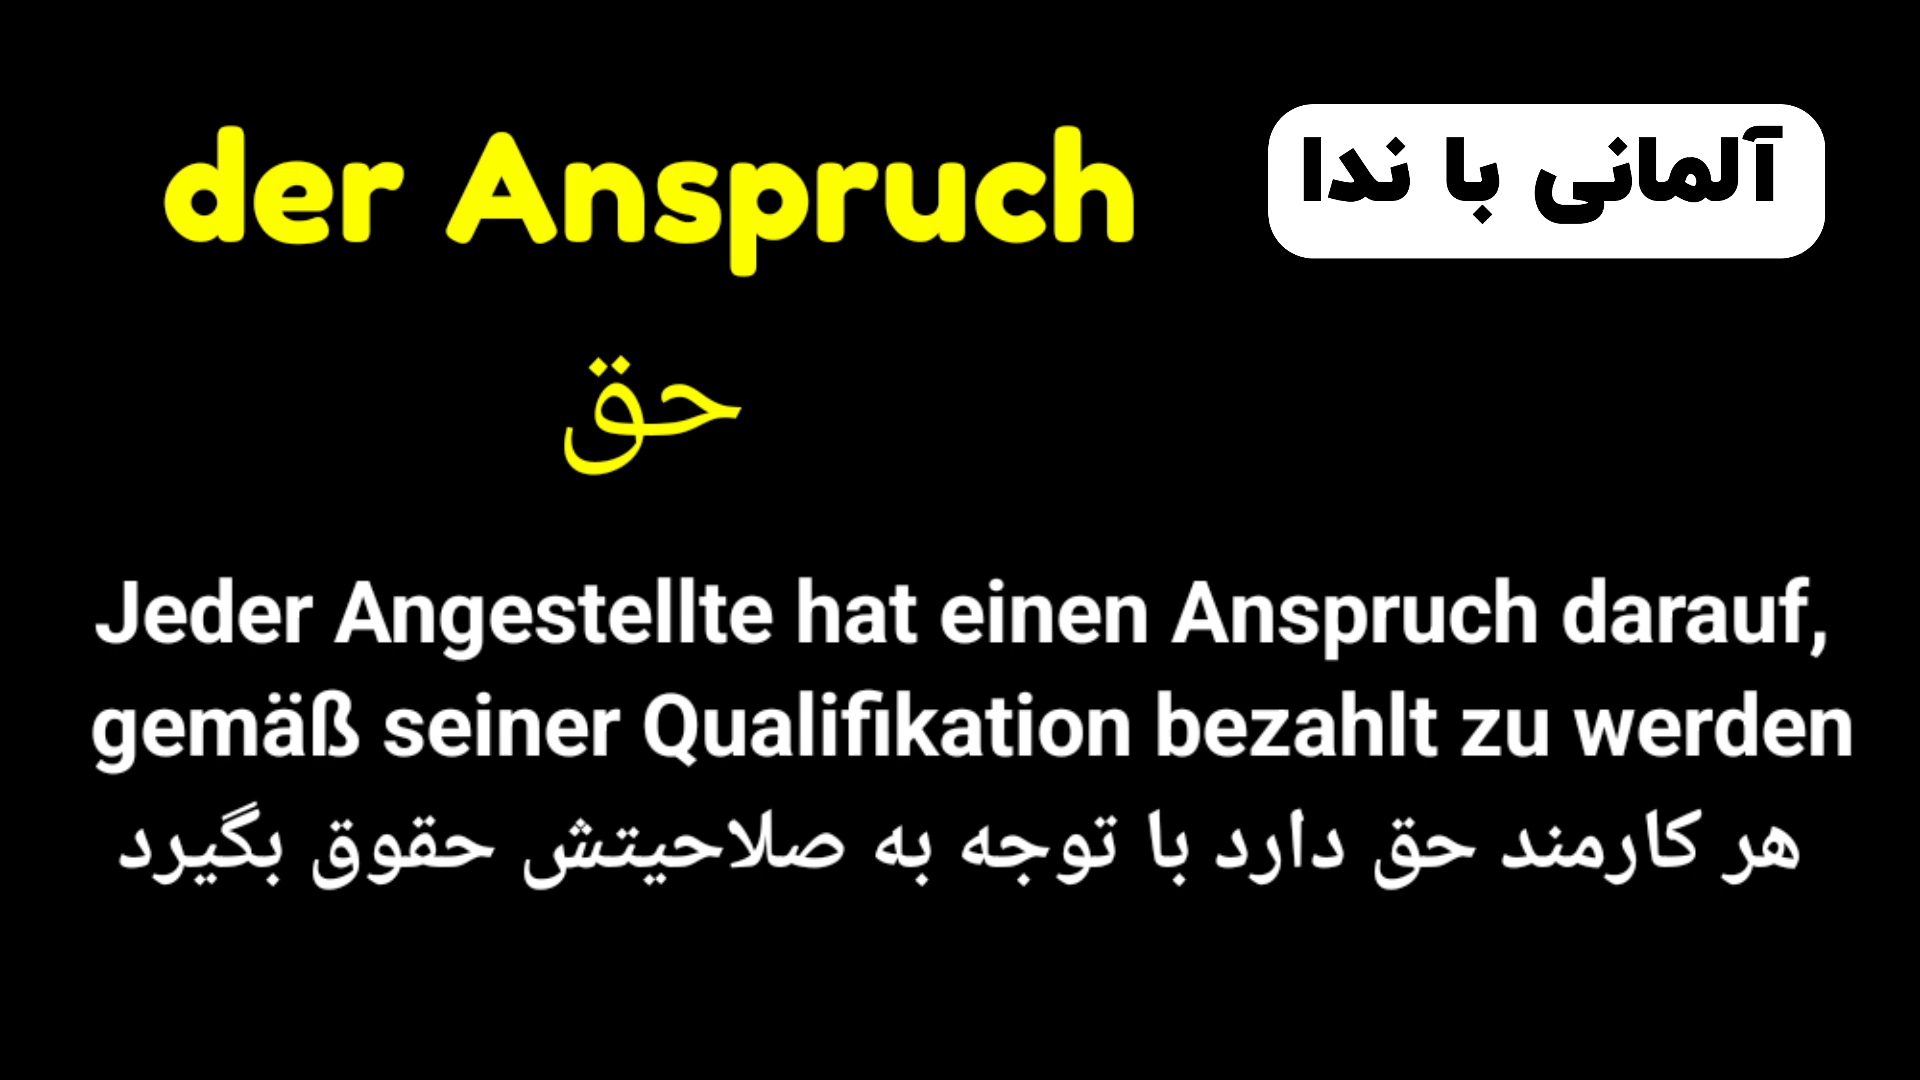 der Anspruch
آلمانی با ندا
حق
Jeder Angestellte hat einen Anspruch darauf,
gemäß seiner Qualifikation bezahlt zu werden
هر کارمند حق دارد با توجه به صلاحیتش حقوق بگیرد